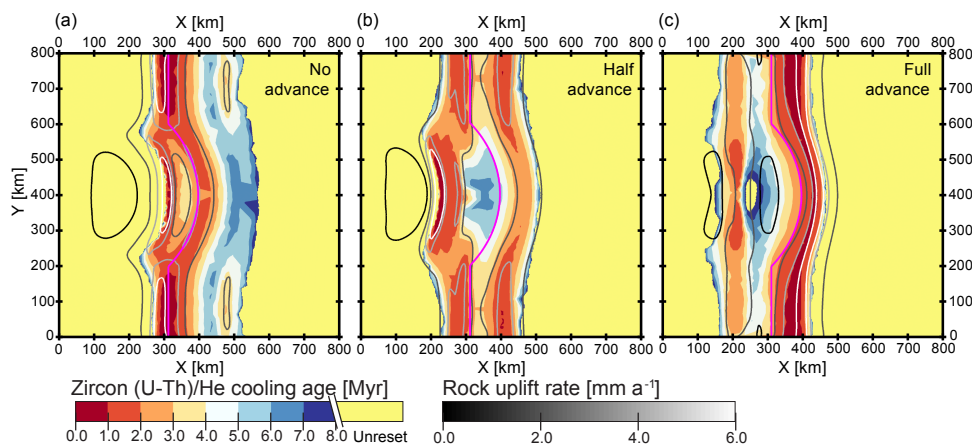 (a) X [km] (b) X [km] (c) X [km]
0 100 200 300 400 500 600 700 800 0 100 200 300 400 500 600 700 800 0 100 200 300 400 500 600 700 800
800 No advance Half advance Full advance 800
700 700
600 600
500 500
Y [km]
400 400
300 300
200 200
100 100
0 0
0 100 200 300 400 500 600 700 800 0 100 200 300 400 500 600 700 800 0 100 200 300 400 500 600 700 800
X [km] X [km] X [km]
Zircon (U-Th)/He cooling age [Myr] Rock uplift rate [mm a⁻¹]
0.0 1.0 2.0 3.0 4.0 5.0 6.0 7.0 8.0 Unreset 0.0 2.0 4.0 6.0